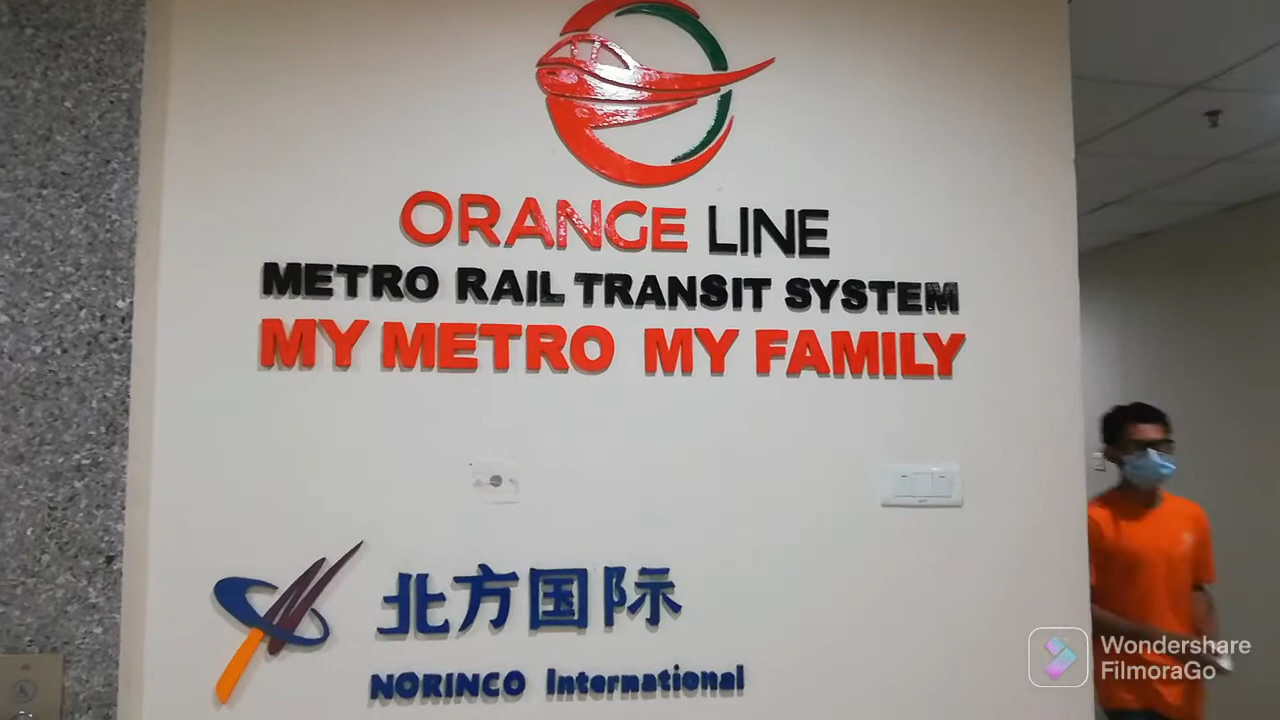 ORANGE LINE
METRO RAIL TRANSIT SYSTEM
MY METRO MY FAMILY
北方国际
NORINCO International
Wondershare
FilmoraGo